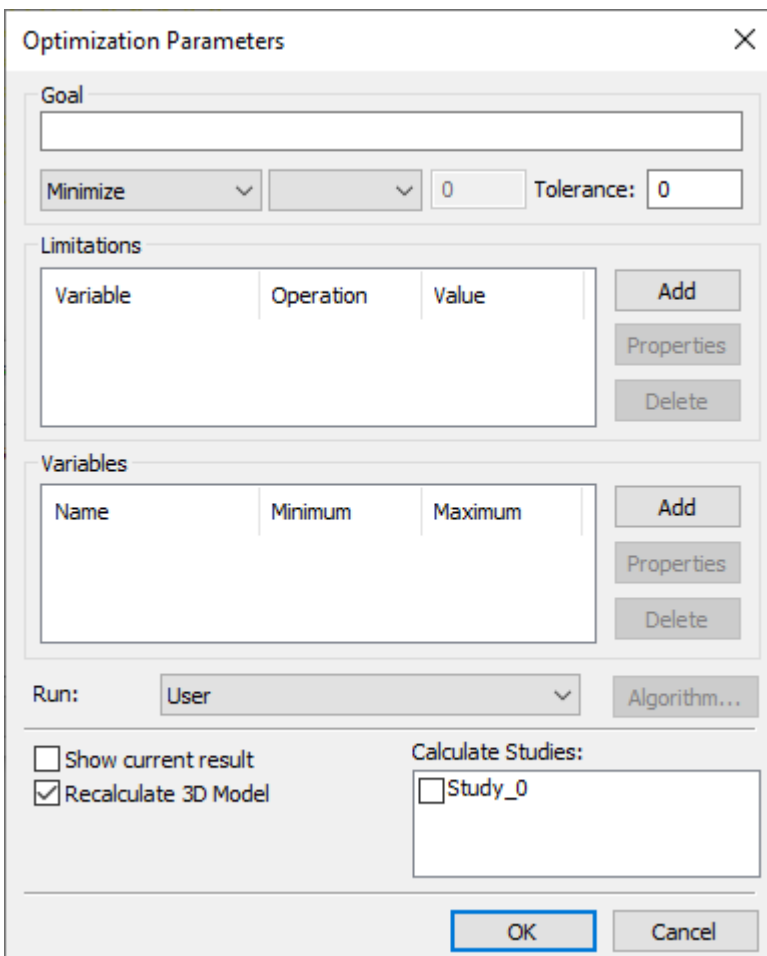 Optimization Parameters
Goal
Minimize 0 Tolerance: 0
Limitations
Variable Operation Value Add
Properties
Delete
Variables
Name Minimum Maximum Add
Properties
Delete
Run: User Algorithm...
Show current result Calculate Studies:
Recalculate 3D Model Study_0
OK Cancel